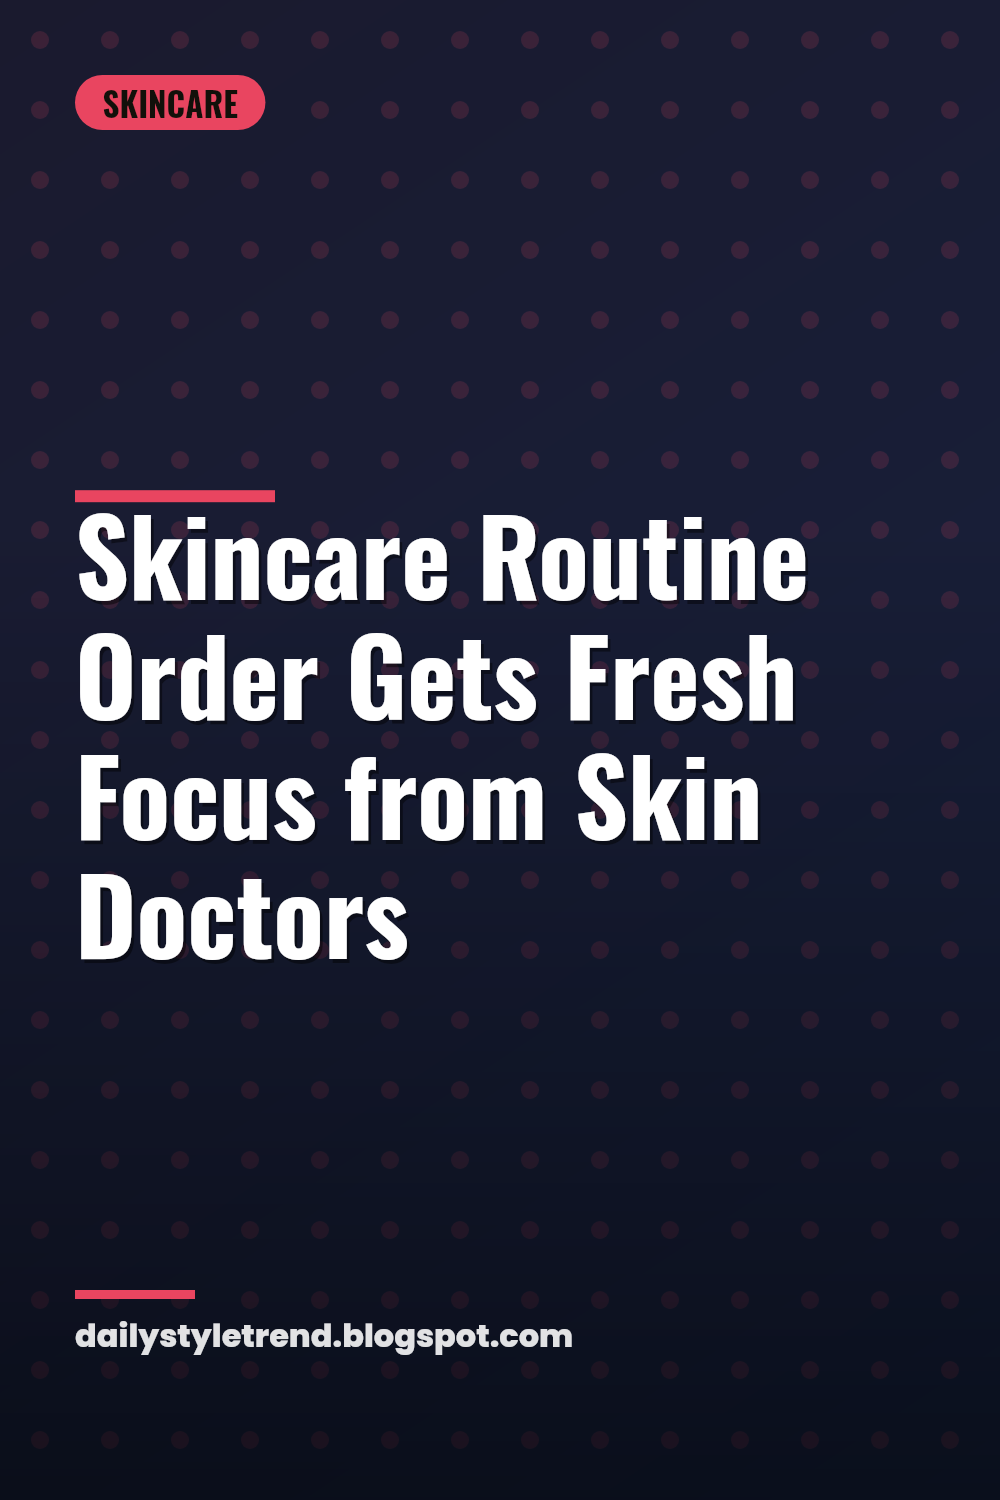 SKINCARE
Skincare Routine
Order Gets Fresh
Focus from Skin
Doctors
dailystyletrend.blogspot.com